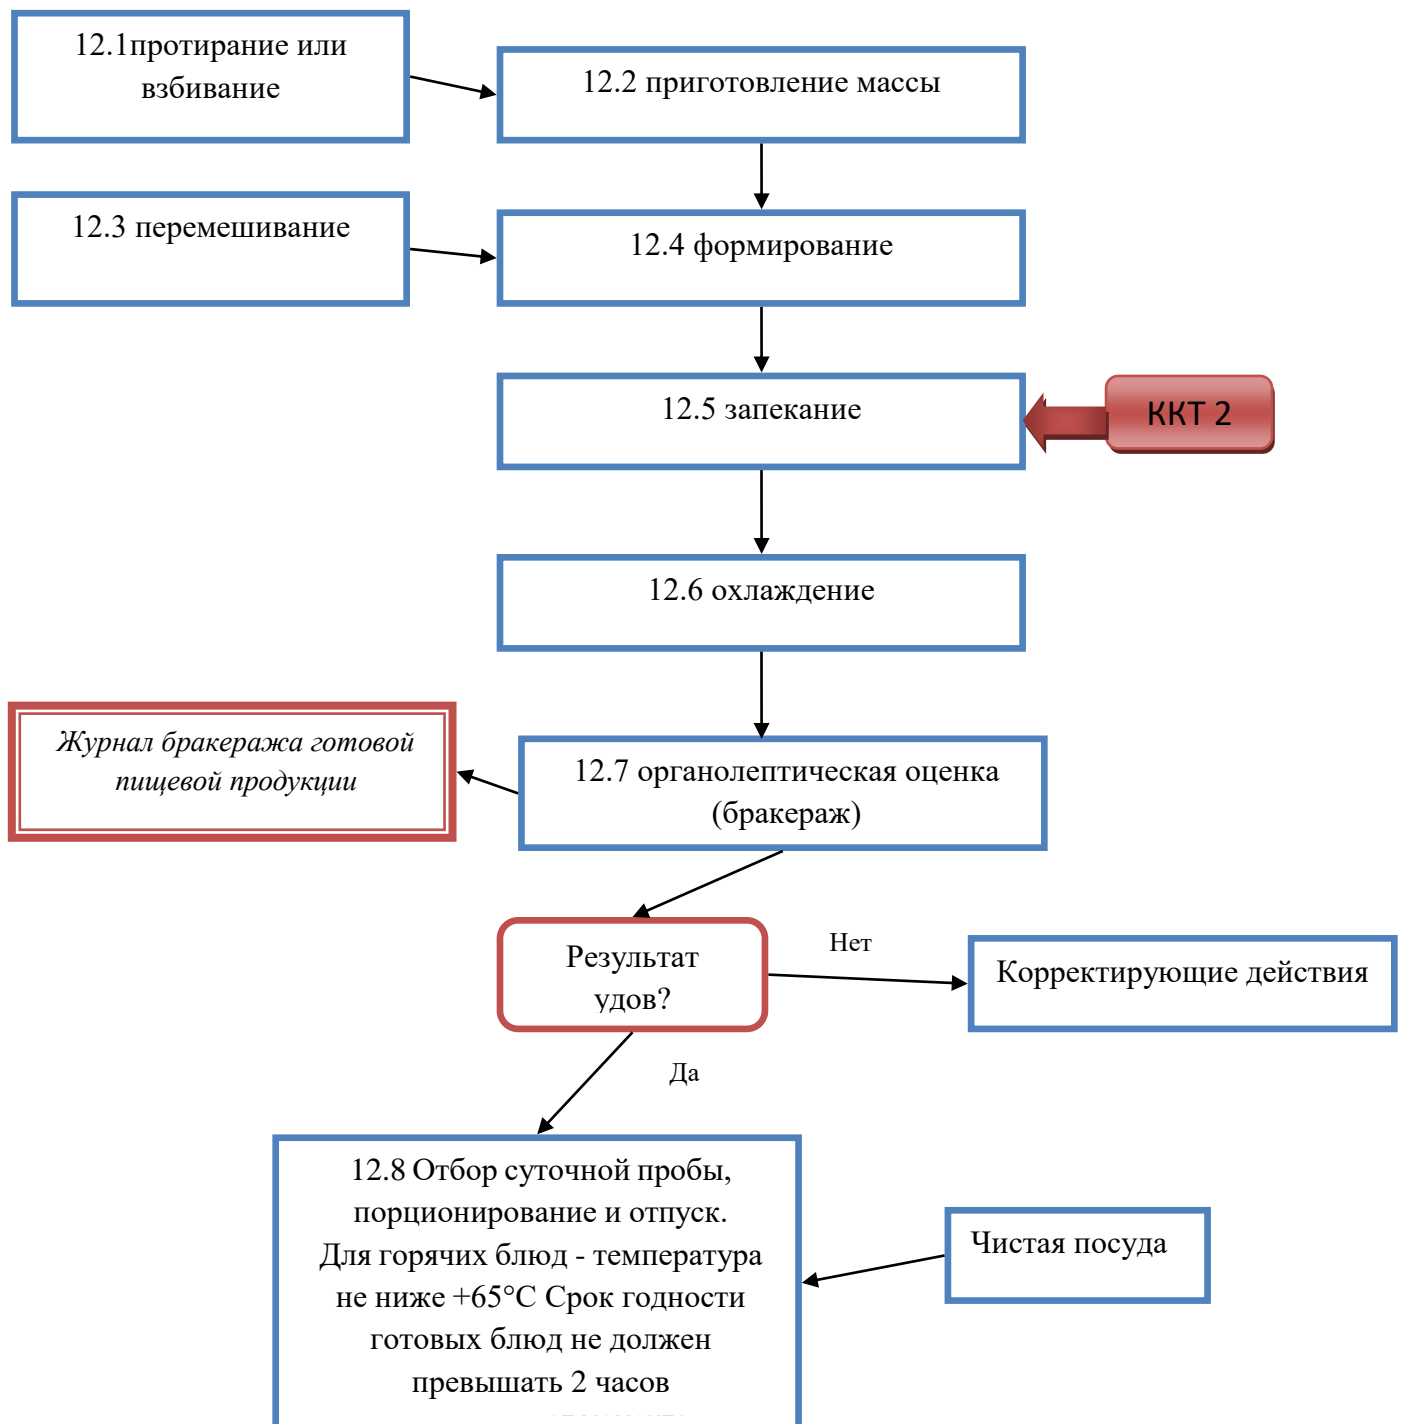 12.1протирание или
взбивание
12.2 приготовление массы
12.3 перемешивание
12.4 формирование
12.5 запекание
ККТ 2
12.6 охлаждение
Журнал бракеража готовой
пищевой продукции
12.7 органолептическая оценка
(бракераж)
Результат
удов?
Нет
Корректирующие действия
Да
12.8 Отбор суточной пробы,
порционирование и отпуск.
Для горячих блюд - температура
не ниже +65°С Срок годности
готовых блюд не должен
превышать 2 часов
Чистая посуда